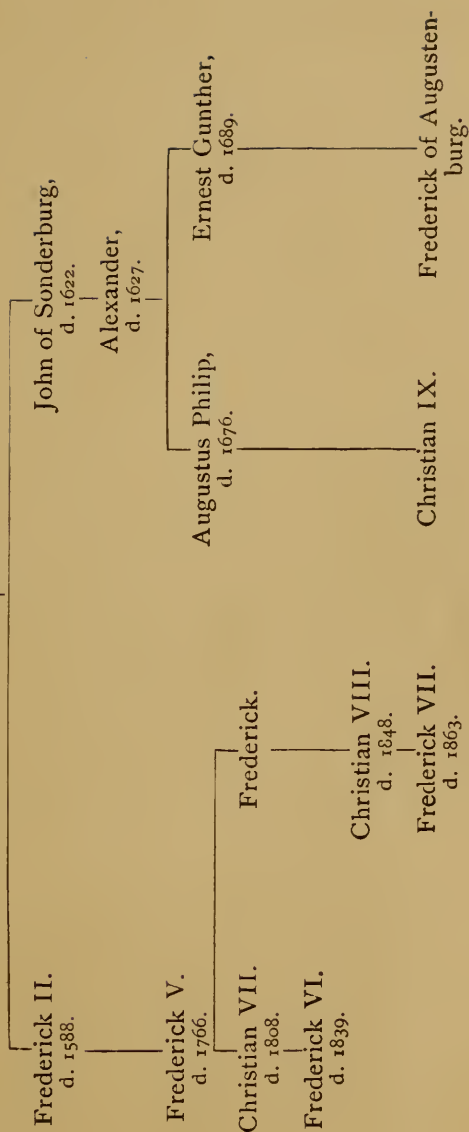 Frederick II.
d. 1588.
John of Sonderburg,
d. 1622.
Alexander,
d. 1627.
Frederick V.
d. 1766.
Augustus Philip,
d. 1676.
Ernest Gunther,
d. 1689.
Christian VII.
d. 1808.
Frederick.
Frederick VI.
d. 1839.
Christian VIII.
d. 1848.
Frederick VII.
d. 1863.
Christian IX.
Frederick of Augusten-
burg.